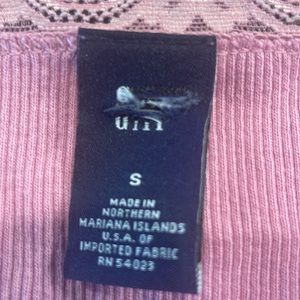 S
MADE IN
NORTHERN
MARIANA ISLANDS
U.S.A. OF
IMPORTED FABRIC
RN 54023